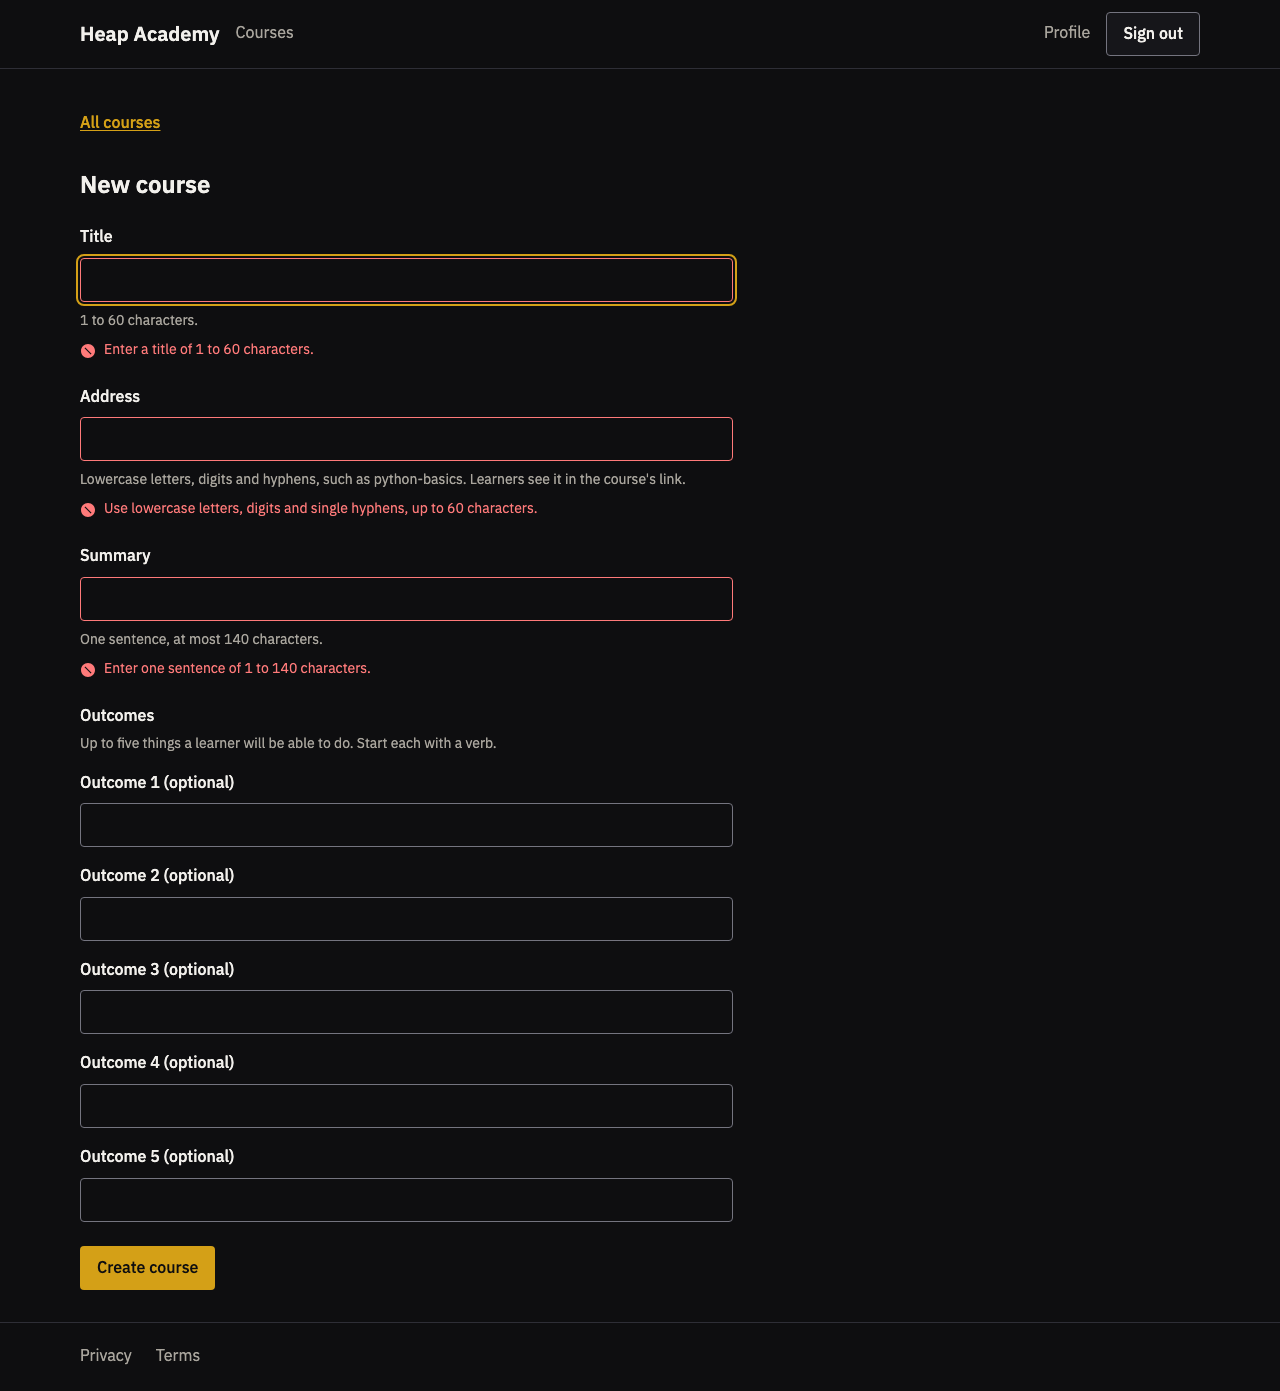 Heap Academy Courses Profile Sign out
All courses
New course
Title
1 to 60 characters.
Enter a title of 1 to 60 characters.
Address
Lowercase letters, digits and hyphens, such as python-basics. Learners see it in the course's link.
Use lowercase letters, digits and single hyphens, up to 60 characters.
Summary
One sentence, at most 140 characters.
Enter one sentence of 1 to 140 characters.
Outcomes
Up to five things a learner will be able to do. Start each with a verb.
Outcome 1 (optional)
Outcome 2 (optional)
Outcome 3 (optional)
Outcome 4 (optional)
Outcome 5 (optional)
Create course
Privacy Terms